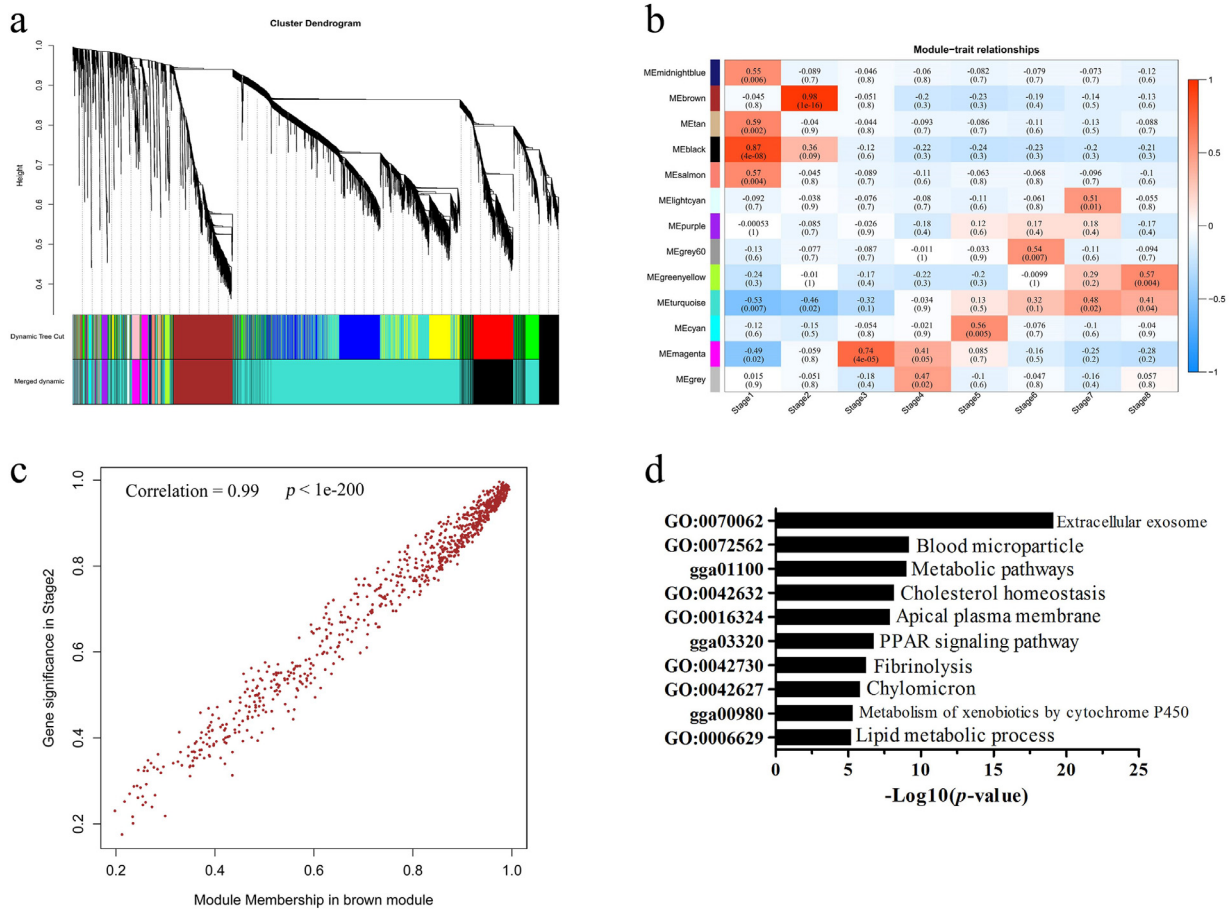 a
Cluster Dendrogram
Height
1.0
0.9
0.8
0.7
0.6
0.5
0.4
Dynamic Tree Cut
Merged dynamic
b
Module−trait relationships
MEmidnightblue 0.55 -0.089 -0.046 -0.06 -0.082 -0.079 -0.073 -0.12
(0.006) (0.7) (0.8) (0.8) (0.7) (0.7) (0.7) (0.6)
MEbrown -0.045 0.98 -0.051 -0.2 -0.23 -0.19 -0.14 -0.13
(0.8) (1e-16) (0.8) (0.3) (0.3) (0.4) (0.5) (0.6)
MEtan 0.59 -0.04 -0.044 -0.093 -0.086 -0.11 -0.13 -0.088
(0.002) (0.9) (0.8) (0.7) (0.7) (0.6) (0.5) (0.7)
MEblack 0.87 0.36 -0.12 -0.22 -0.24 -0.23 -0.2 -0.21
(4e-08) (0.09) (0.6) (0.3) (0.3) (0.3) (0.3) (0.3)
MEsalmon 0.57 -0.045 -0.089 -0.11 -0.063 -0.068 -0.096 -0.1
(0.004) (0.8) (0.7) (0.6) (0.8) (0.8) (0.7) (0.6)
MElightcyan -0.092 -0.038 -0.076 -0.08 -0.11 -0.061 0.51 -0.055
(0.7) (0.9) (0.7) (0.7) (0.6) (0.8) (0.01) (0.8)
MEpurple -0.00053 -0.085 -0.026 -0.18 0.12 0.17 0.18 -0.17
(1) (0.7) (0.9) (0.4) (0.6) (0.4) (0.4) (0.4)
MEgrey60 -0.13 -0.077 -0.087 -0.011 -0.033 0.54 -0.11 -0.094
(0.6) (0.7) (0.7) (1) (0.9) (0.007) (0.6) (0.7)
MEgreenyellow -0.24 -0.01 -0.17 -0.22 -0.2 -0.0099 0.29 0.57
(0.3) (1) (0.4) (0.3) (0.3) (1) (0.2) (0.004)
MEturquoise -0.53 -0.46 -0.32 -0.034 0.13 0.32 0.48 0.41
(0.007) (0.02) (0.1) (0.9) (0.5) (0.1) (0.02) (0.04)
MEcyan -0.12 -0.15 -0.054 -0.021 0.56 -0.076 -0.1 -0.04
(0.6) (0.5) (0.8) (0.9) (0.005) (0.7) (0.6) (0.9)
MEmagenta -0.49 -0.059 0.74 0.41 0.085 -0.16 -0.25 -0.28
(0.02) (0.8) (4e-05) (0.05) (0.7) (0.5) (0.2) (0.2)
MEgrey 0.015 -0.051 -0.18 0.47 -0.1 -0.047 -0.16 0.057
(0.9) (0.8) (0.4) (0.02) (0.6) (0.8) (0.4) (0.8)
Stage1 Stage2 Stage3 Stage4 Stage5 Stage6 Stage7 Stage8
1
0.5
0
−0.5
−1
c
Correlation = 0.99 p < 1e-200
Gene significance in Stage2
1.0
0.8
0.6
0.4
0.2
0.2 0.4 0.6 0.8 1.0
Module Membership in brown module
d
GO:0070062 Extracellular exosome
GO:0072562 Blood microparticle
gga01100 Metabolic pathways
GO:0042632 Cholesterol homeostasis
GO:0016324 Apical plasma membrane
gga03320 PPAR signaling pathway
GO:0042730 Fibrinolysis
GO:0042627 Chylomicron
gga00980 Metabolism of xenobiotics by cytochrome P450
GO:0006629 Lipid metabolic process
0 5 10 15 20 25
-Log10(p-value)